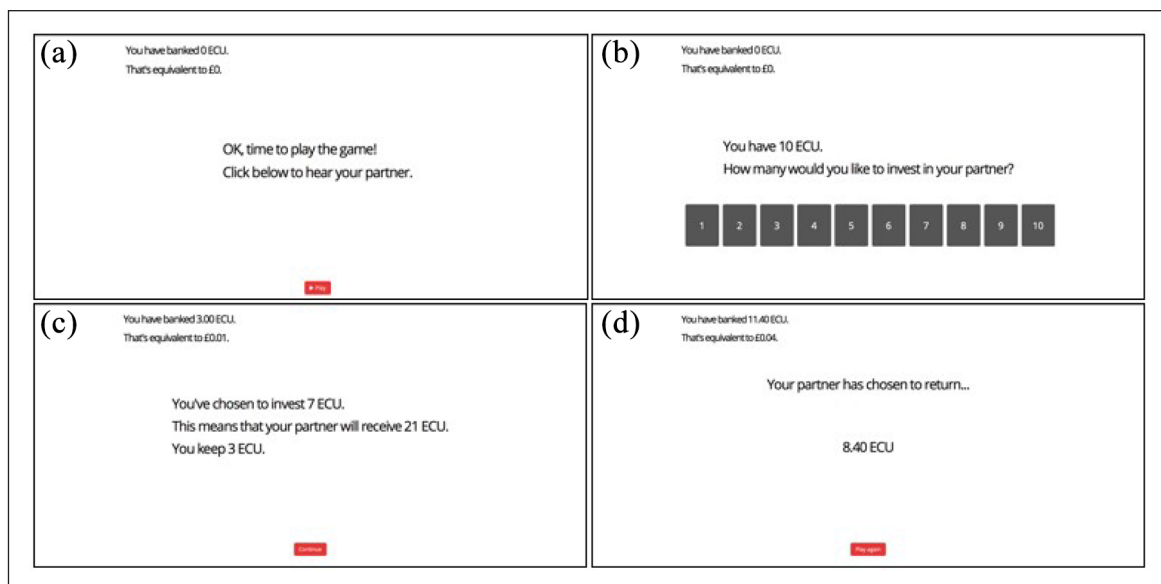 (a)
You have banked 0 ECU.
That's equivalent to £0.
OK, time to play the game!
Click below to hear your partner.
▶ Play
(b)
You have banked 0 ECU.
That's equivalent to £0.
You have 10 ECU.
How many would you like to invest in your partner?
1 2 3 4 5 6 7 8 9 10
(c)
You have banked 3.00 ECU.
That's equivalent to £0.01.
You've chosen to invest 7 ECU.
This means that your partner will receive 21 ECU.
You keep 3 ECU.
Continue
(d)
You have banked 11.40 ECU.
That's equivalent to £0.04.
Your partner has chosen to return...
8.40 ECU
Play again